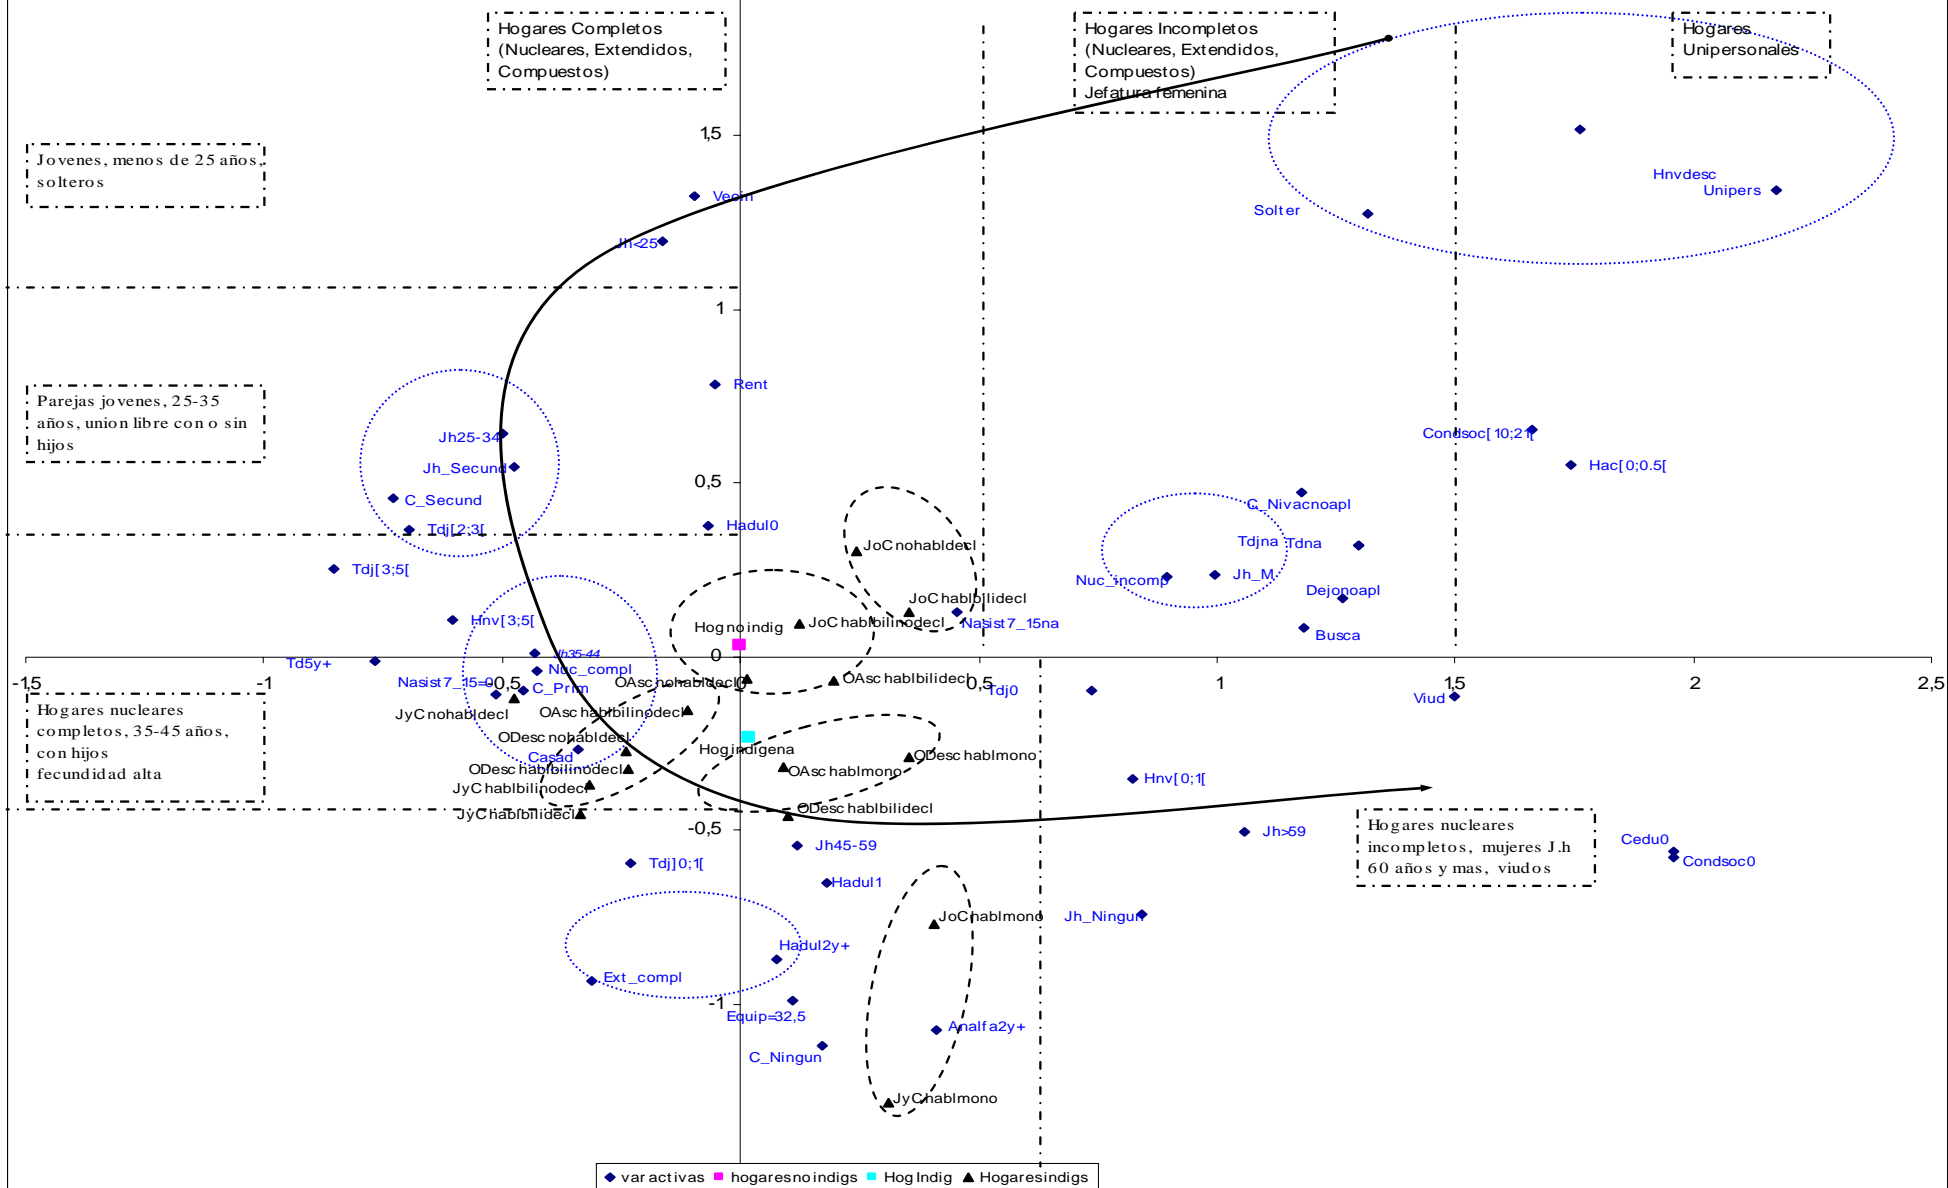 Hogares Completos
(Nucleares, Extendidos,
Compuestos)
Hogares Incompletos
(Nucleares, Extendidos,
Compuestos)
Jefatura femenina
Hogares
Unipersonales
Jovenes, menos de 25 años,
solteros
1,5
Hnvdesc
Unipers
Solter
Vecin
Jh<25
1
Rent
Parejas jovenes, 25-35
años, union libre con o sin
hijos
Jh25-34
Jh_Secund
C_Secund
Tdj[2;3[
Condsoc[10;21[
Hac[0;0.5[
0,5
C_Nivacnoapl
Hadul0
Tdjna Tdna
JoCnohabldecl
Tdj[3;5[
Nuc_incomp
Jh_M
Dejonoapl
JoChablbilidecl
Hnv[3;5[
JoChablbilinodecl
Nasist7_15na
Hognoindig
Busca
Jh35-44
0
Td5y+
Nuc_compl
-1,5
-1
-0,5
0,5
1
1,5
2
2,5
Nasist7_15=0
C_Prim
OAscnohabldecl
OAschablbilidecl
Tdj0
Viud
JyCnohabldecl
OAschablbilinodecl
Hogares nucleares
completos, 35-45 años,
con hijos
fecundidad alta
ODescnohabldecl
Casad
Hogindigena
ODeschablmono
ODeschablbilinodecl
OAschablmono
JyChablbilinodecl
Hnv[0;1[
JyChablbilidecl
ODeschablbilidecl
-0,5
Jh45-59
Jh>59
Hogares nucleares
incompletos, mujeres J.h
60 años y mas, viudos
Cedu0
Condsoc0
Tdj]0;1[
Hadul1
JoChablmono
Jh_Ningun
Hadul2y+
Ext_compl
-1
Equip=32,5
Analfa2y+
C_Ningun
JyChablmono
varactivas hogaresnoindigs HogIndig Hogaresindigs